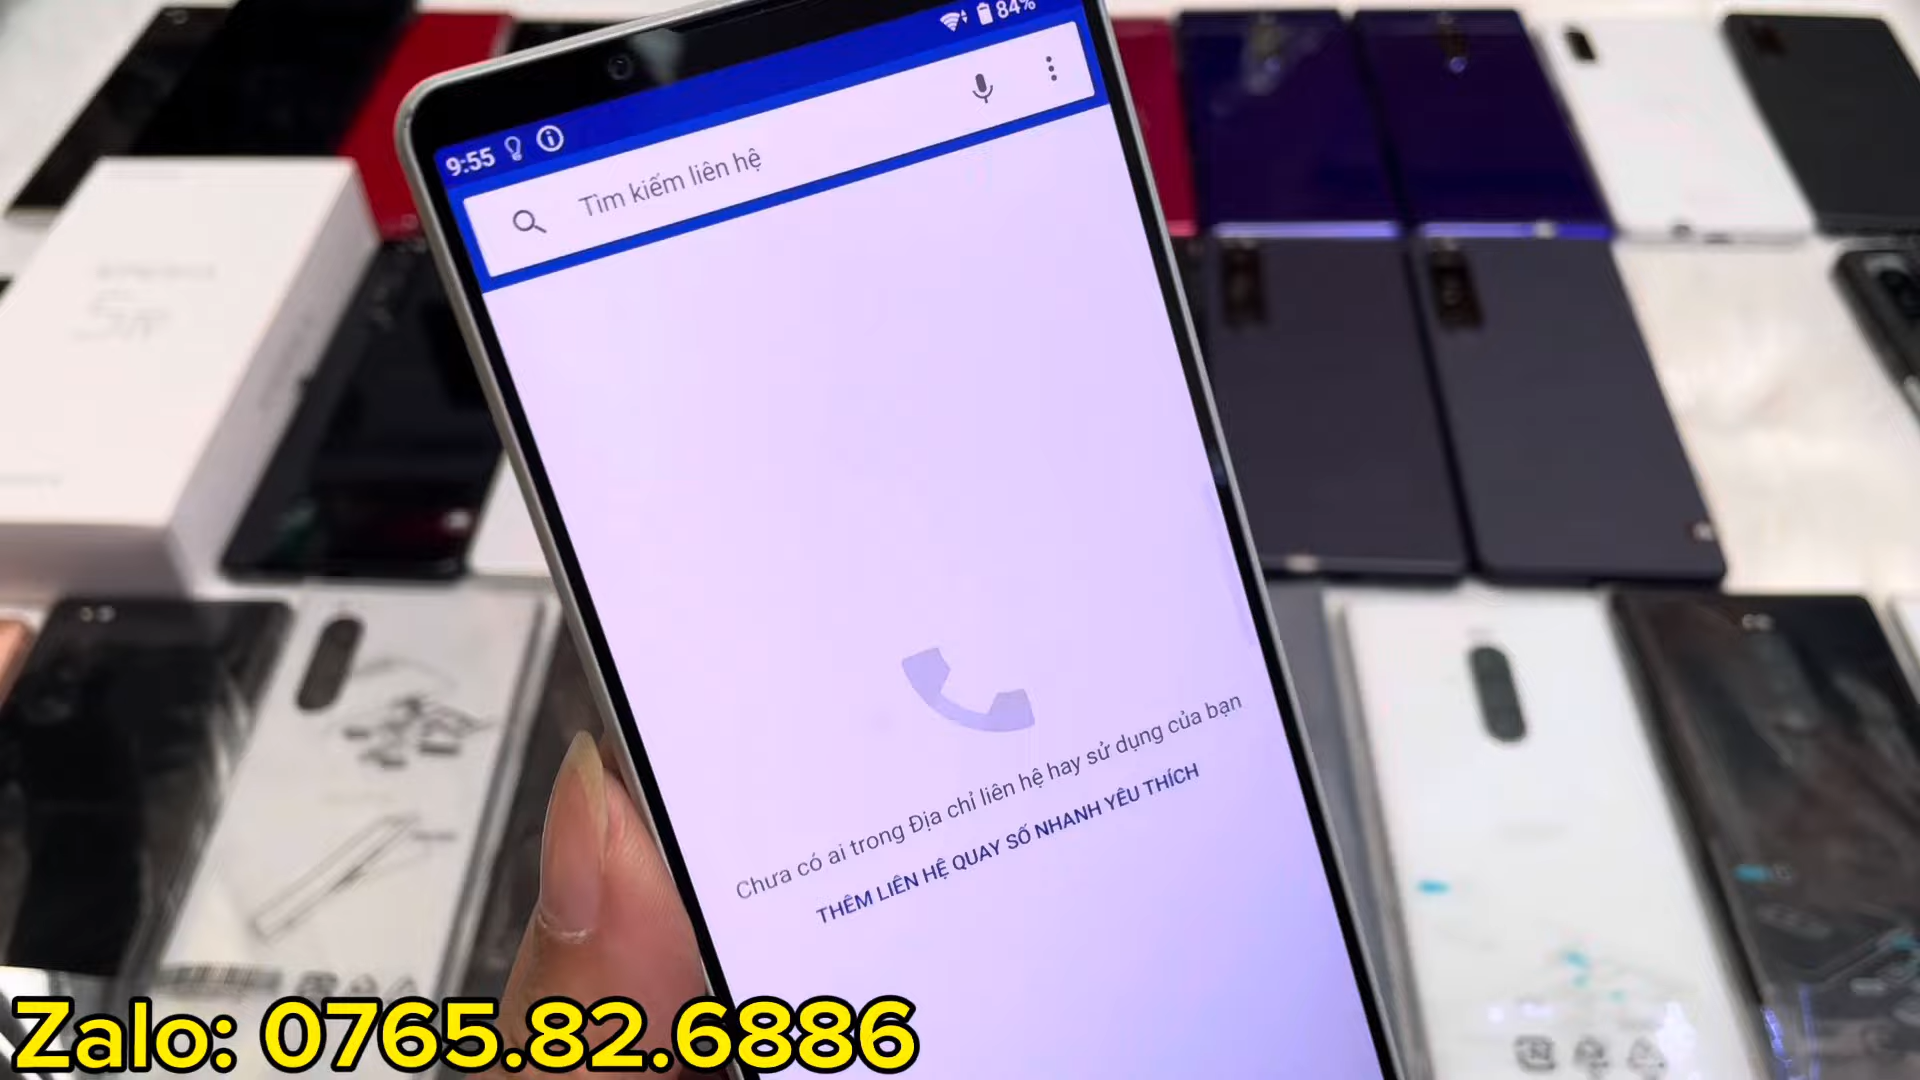 84%
9:55
Tìm kiếm liên hệ
Chưa có ai trong Địa chỉ liên hệ hay sử dụng của bạn
THÊM LIÊN HỆ QUAY SỐ NHANH YÊU THÍCH
Zalo: 0765.82.6886